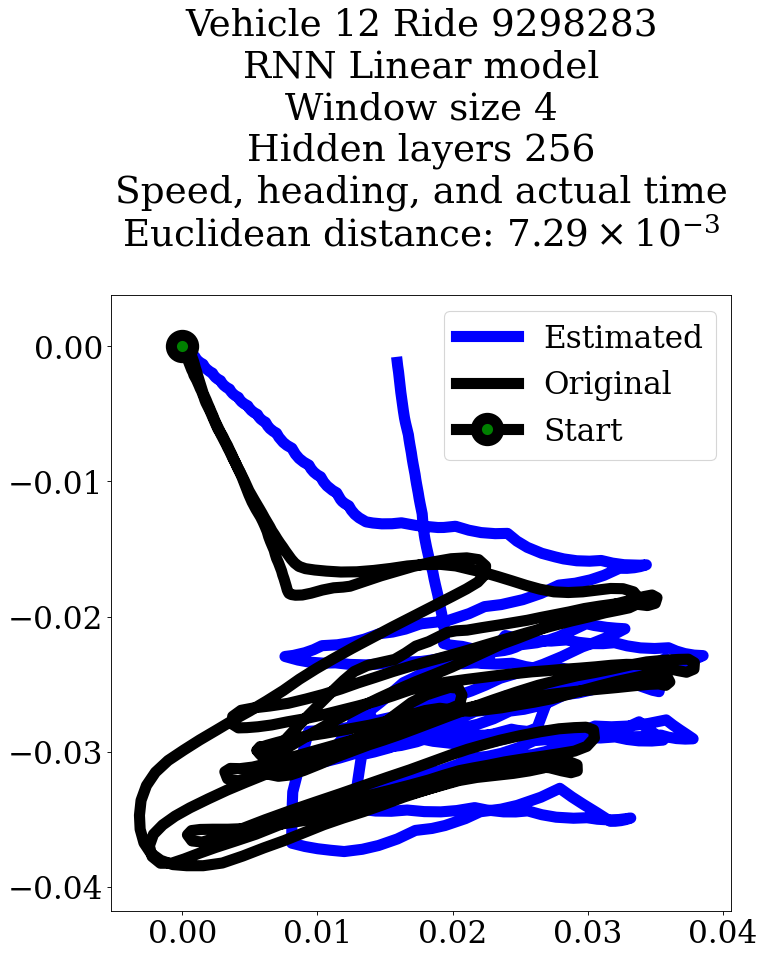 Vehicle 12 Ride 9298283
RNN Linear model
Window size 4
Hidden layers 256
Speed, heading, and actual time
Euclidean distance: 7.29 × 10⁻³
Estimated
Original
Start
0.00
−0.01
−0.02
−0.03
−0.04
0.00 0.01 0.02 0.03 0.04